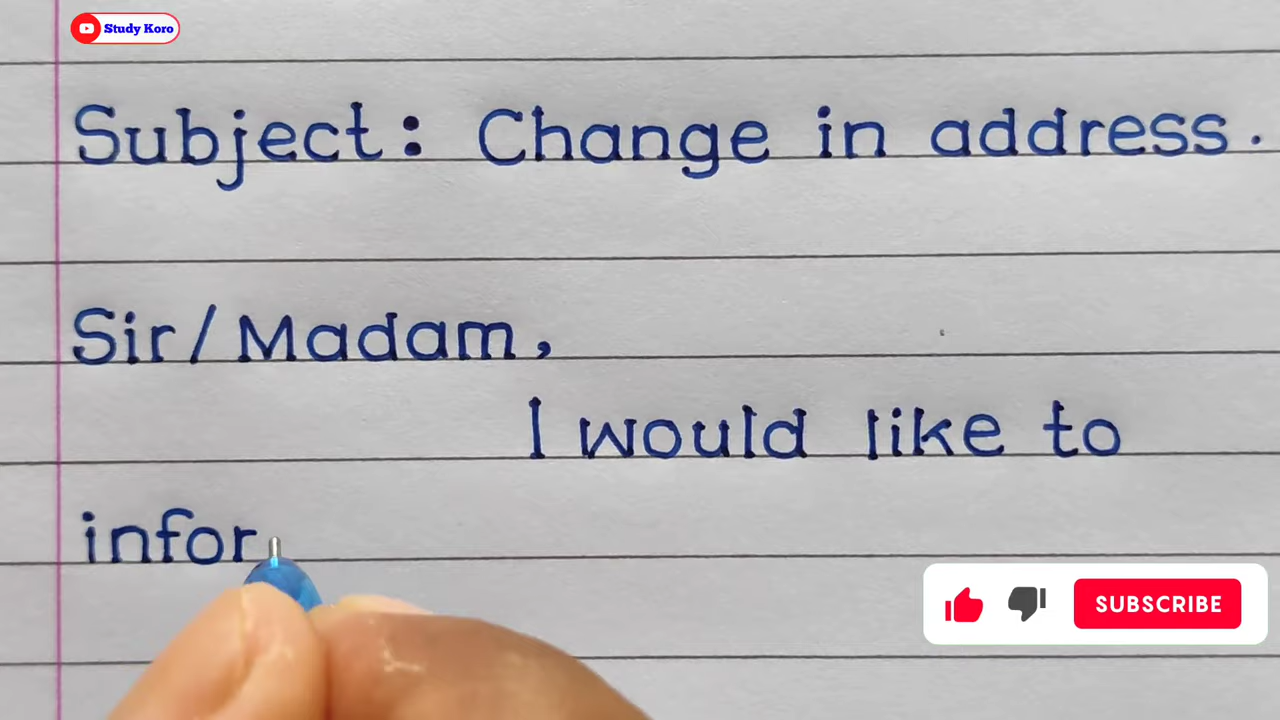 Study Koro
Subject: Change in address.
Sir/Madam,
I would like to
infor
SUBSCRIBE